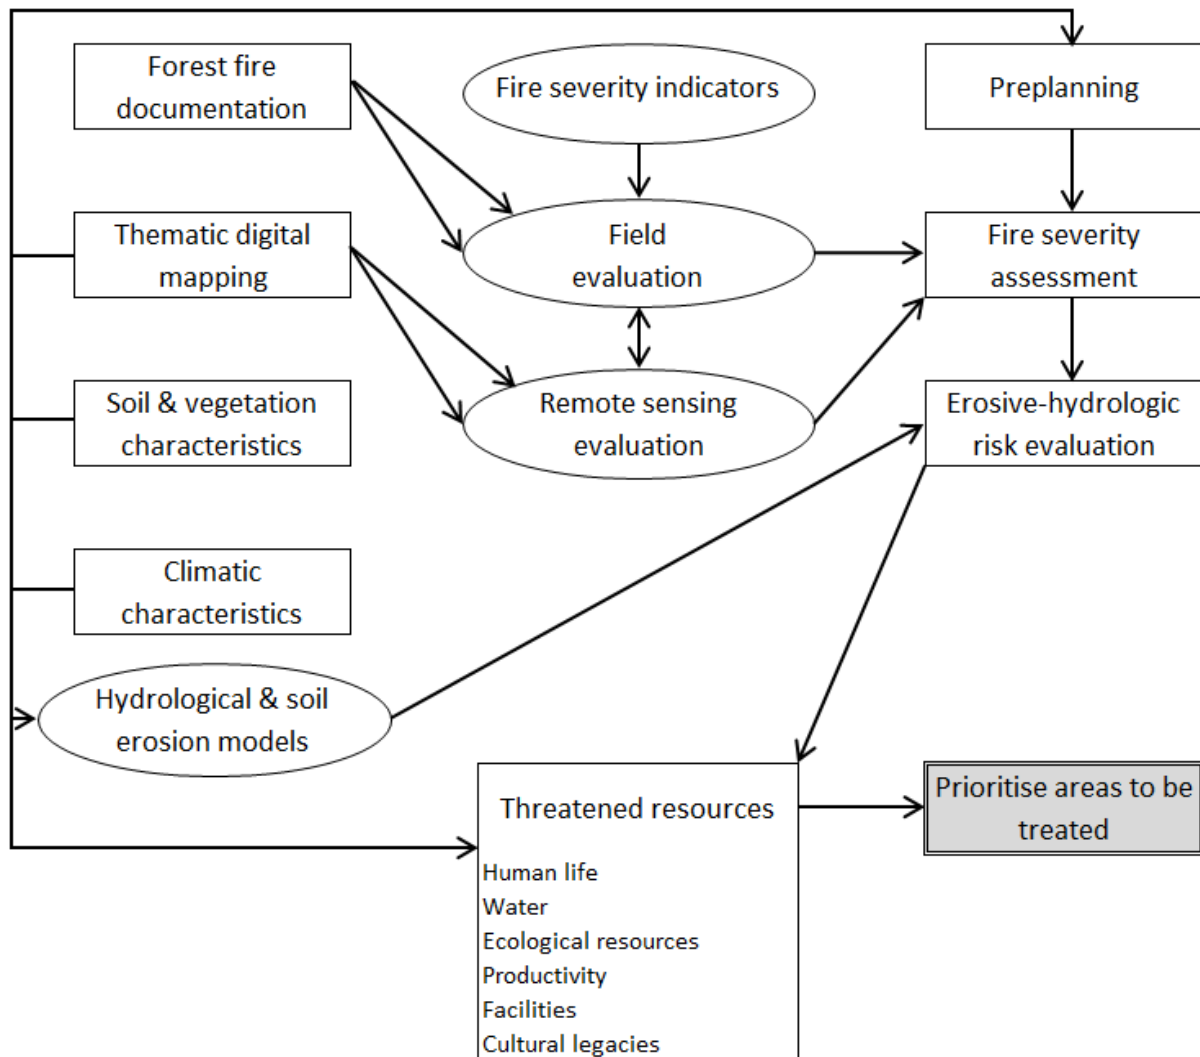 Forest fire
documentation
Fire severity indicators
Preplanning
Thematic digital
mapping
Field
evaluation
Fire severity
assessment
Soil & vegetation
characteristics
Remote sensing
evaluation
Erosive-hydrologic
risk evaluation
Climatic
characteristics
Hydrological & soil
erosion models
Threatened resources
Human life
Water
Ecological resources
Productivity
Facilities
Cultural legacies
Prioritise areas to be
treated